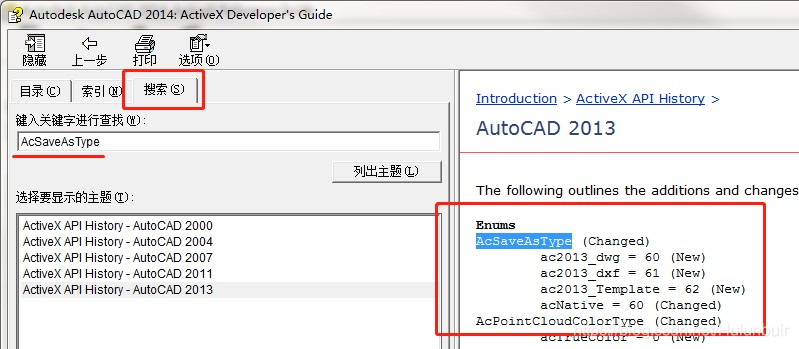 Autodesk AutoCAD 2014: ActiveX Developer's Guide
隐藏 上一步 打印 选项(O)
目录(C) 索引(N) 搜索(S)
键入关键字进行查找(W):
AcSaveAsType
列出主题(L)
选择要显示的主题(T):
ActiveX API History - AutoCAD 2000
ActiveX API History - AutoCAD 2004
ActiveX API History - AutoCAD 2007
ActiveX API History - AutoCAD 2011
ActiveX API History - AutoCAD 2013
Introduction > ActiveX API History >
AutoCAD 2013
The following outlines the additions and changes
Enums
AcSaveAsType (Changed)
ac2013_dwg = 60 (New)
ac2013_dxf = 61 (New)
ac2013_Template = 62 (New)
acNative = 60 (Changed)
AcPointCloudColorType (Changed)
acTrueColor = 0 (New)